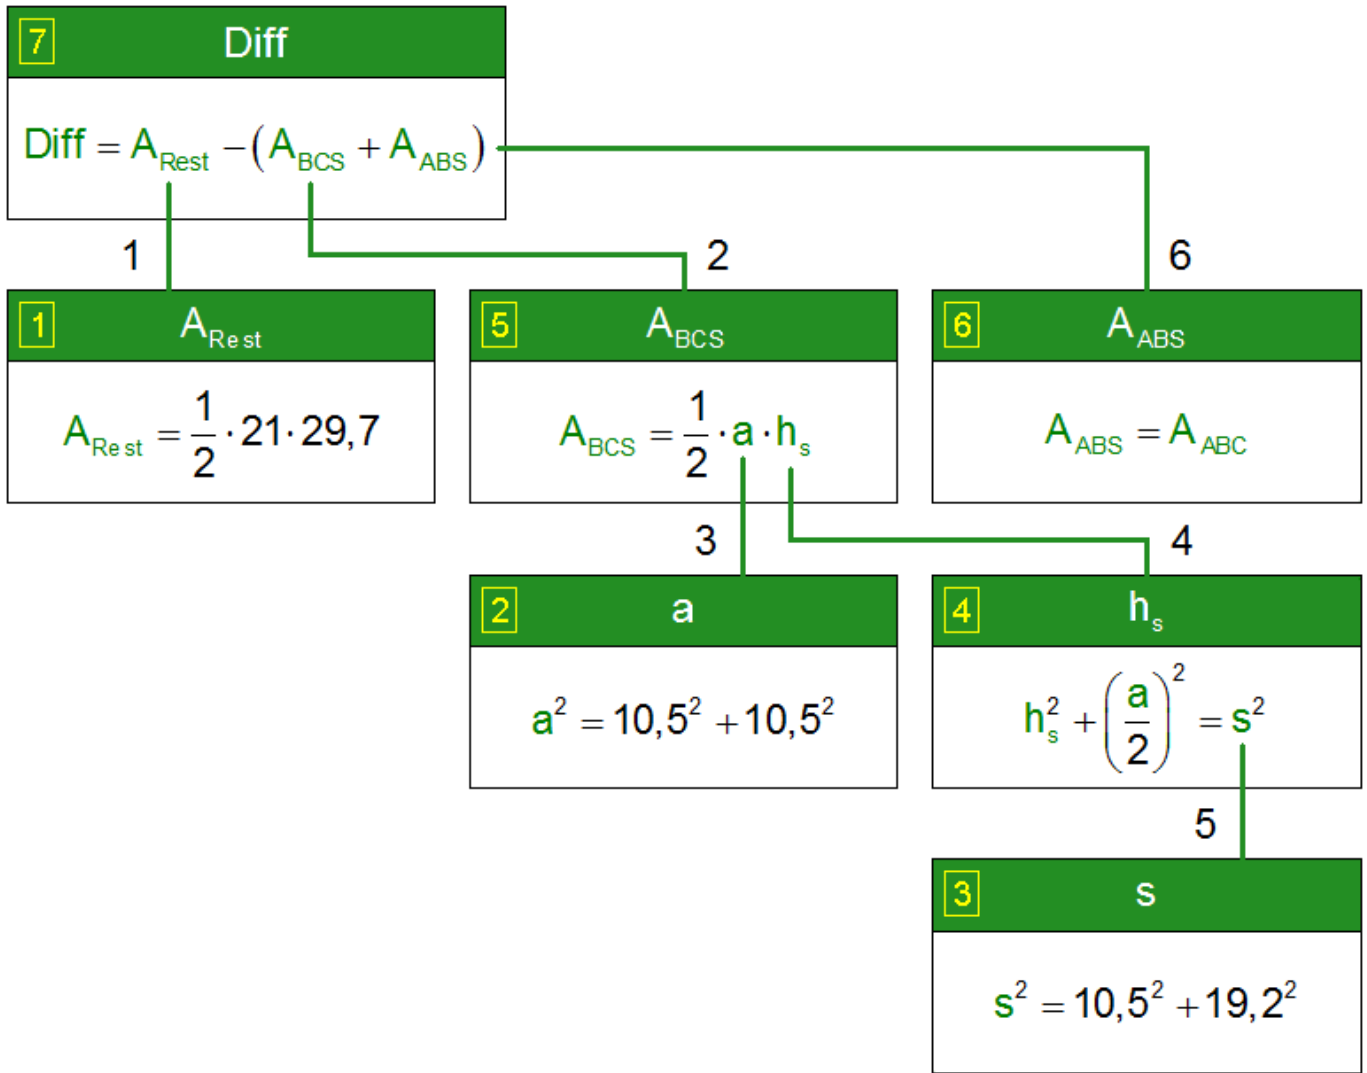 7 Diff
Diff = A_Rest − (A_BCS + A_ABS)
1 2 6
1 A_Rest
A_Rest = 1/2 · 21 · 29,7
5 A_BCS
A_BCS = 1/2 · a · h_s
6 A_ABS
A_ABS = A_ABC
3 4
2 a
a² = 10,5² + 10,5²
4 h_s
h_s² + (a/2)² = s²
5
3 s
s² = 10,5² + 19,2²